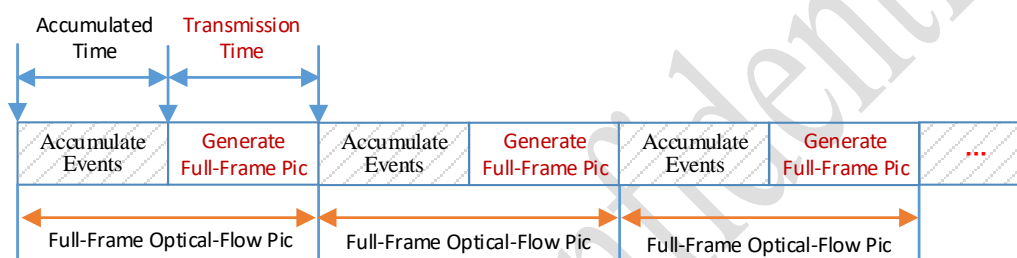 Accumulated Time
Transmission Time
Accumulate Events
Generate Full-Frame Pic
Accumulate Events
Generate Full-Frame Pic
Accumulate Events
Generate Full-Frame Pic
...
Full-Frame Optical-Flow Pic
Full-Frame Optical-Flow Pic
Full-Frame Optical-Flow Pic